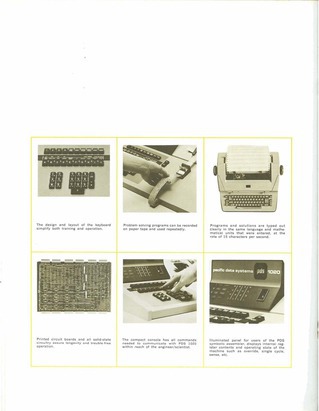 pacific data systems pds 1020
The design and layout of the keyboard
simplify both training and operation.
Problem solving programs can be recorded
on paper tape and used repeatedly.
Programs and solutions are typed out
clearly in the same language and mathe-
matical units that were entered, at the
rate of 15 characters per second.
Printed circuit boards and all solid-state
circuitry assure longevity and trouble-free
operation.
The compact console has all commands
needed to communicate with PDS 1020
within reach of the engineer/scientist.
panel for users of the PDS
symbolic assembler displays internal reg-
ister contents and operating state of the
machine such as override, single cycle,
sense, etc.